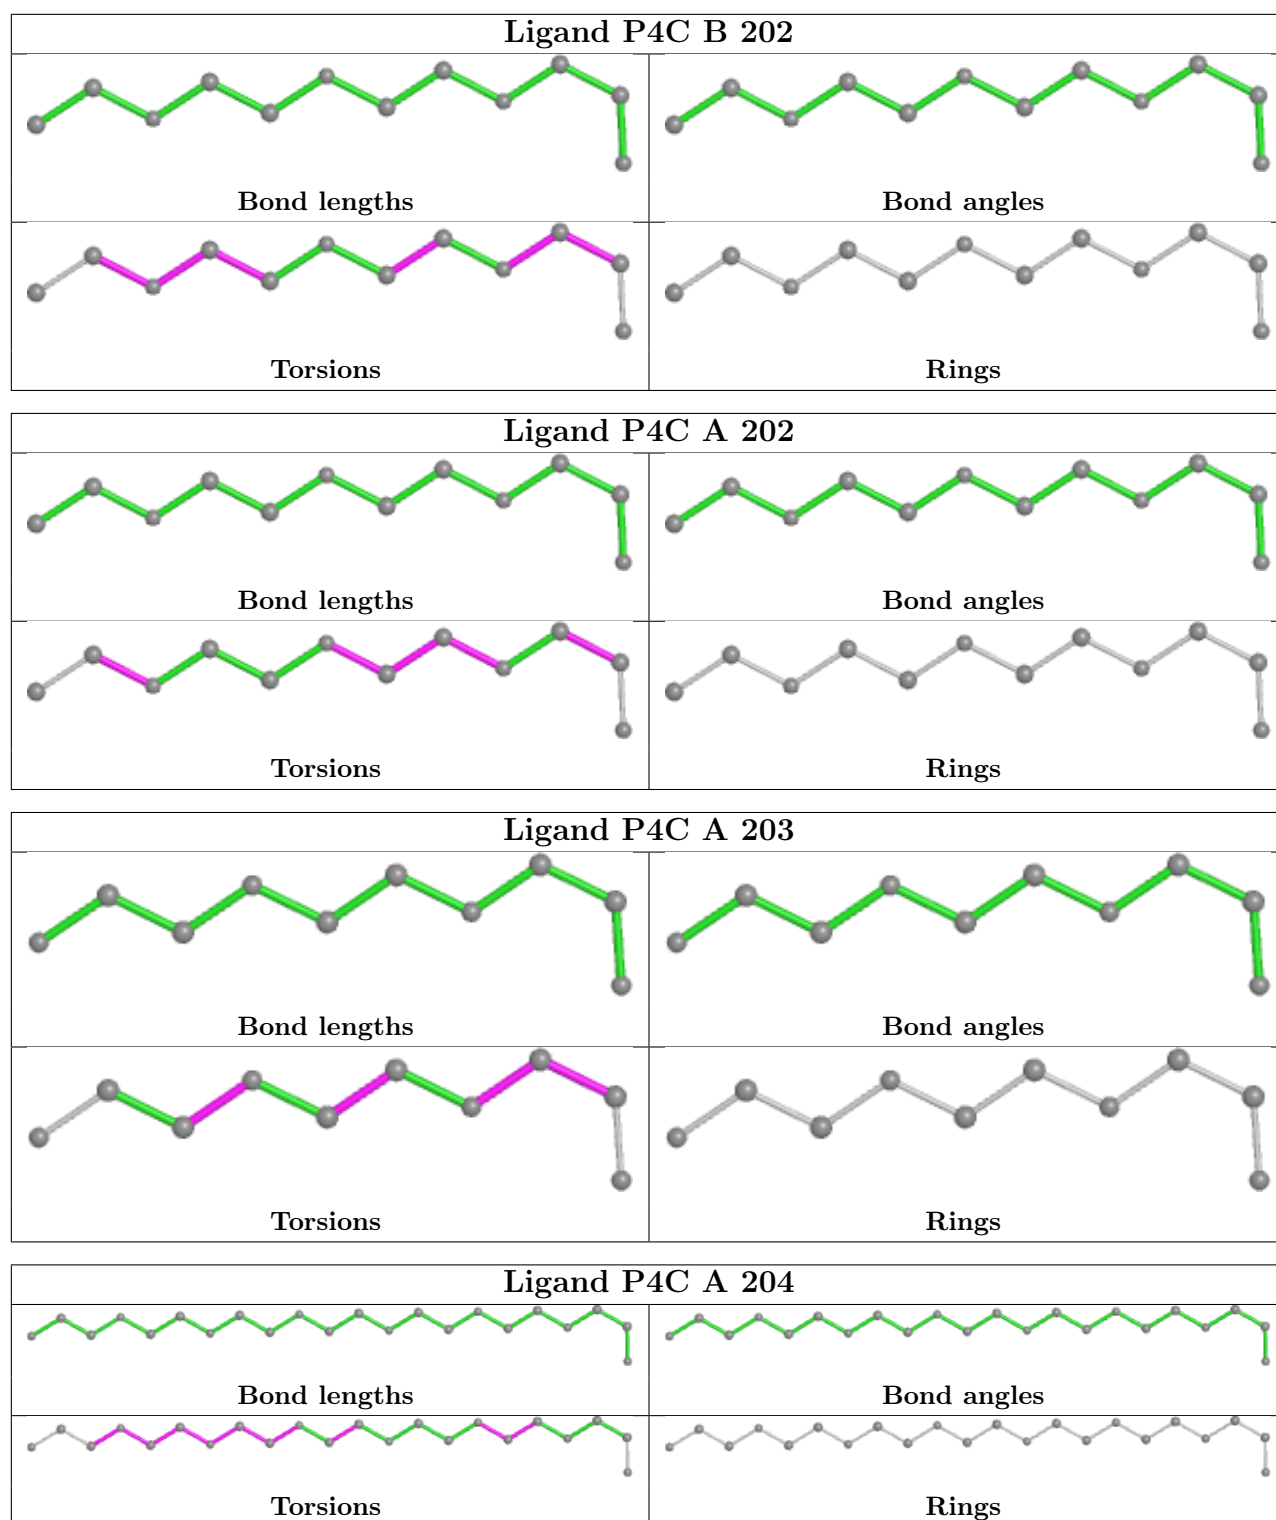 Ligand P4C B 202
Bond lengths
Bond angles
Torsions
Rings
Ligand P4C A 202
Bond lengths
Bond angles
Torsions
Rings
Ligand P4C A 203
Bond lengths
Bond angles
Torsions
Rings
Ligand P4C A 204
Bond lengths
Bond angles
Torsions
Rings